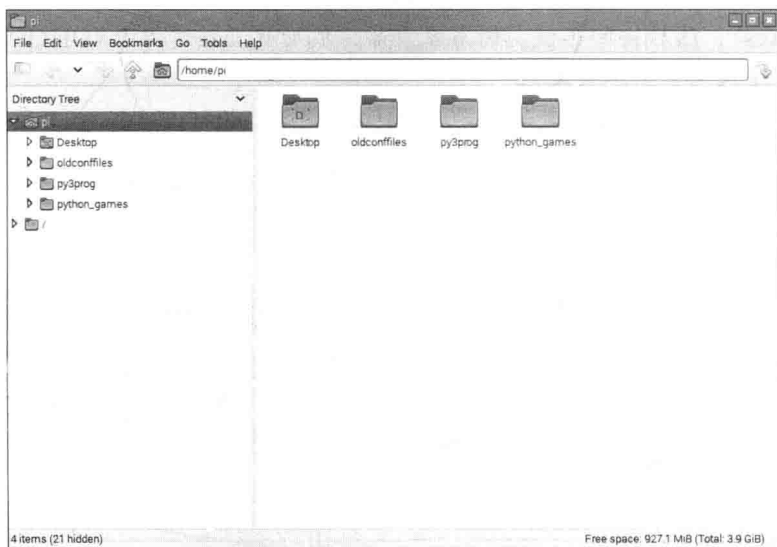 pi
File Edit View Bookmarks Go Tools Help
/home/pi
Directory Tree
pi
Desktop
oldconffiles
py3prog
python_games
/
Desktop oldconffiles py3prog python_games
4 items (21 hidden) Free space: 927.1 MiB (Total: 3.9 GiB)